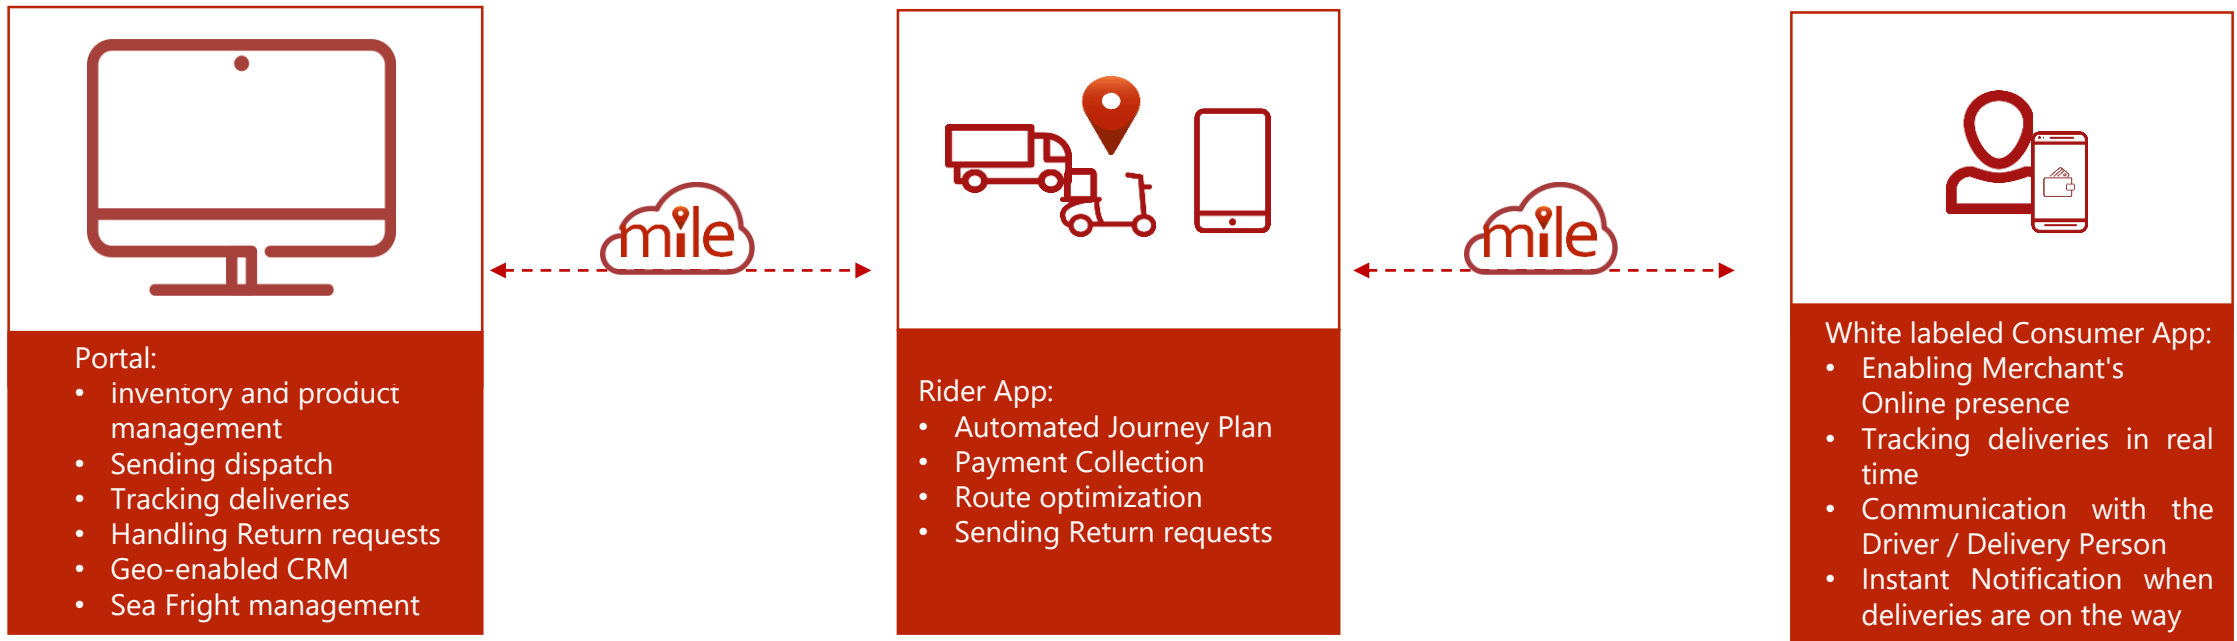 mile
mile
Portal:
• inventory and product
management
• Sending dispatch
• Tracking deliveries
• Handling Return requests
• Geo-enabled CRM
• Sea Fright management
Rider App:
• Automated Journey Plan
• Payment Collection
• Route optimization
• Sending Return requests
White labeled Consumer App:
• Enabling Merchant's
Online presence
• Tracking deliveries in real
time
• Communication with the
Driver / Delivery Person
• Instant Notification when
deliveries are on the way